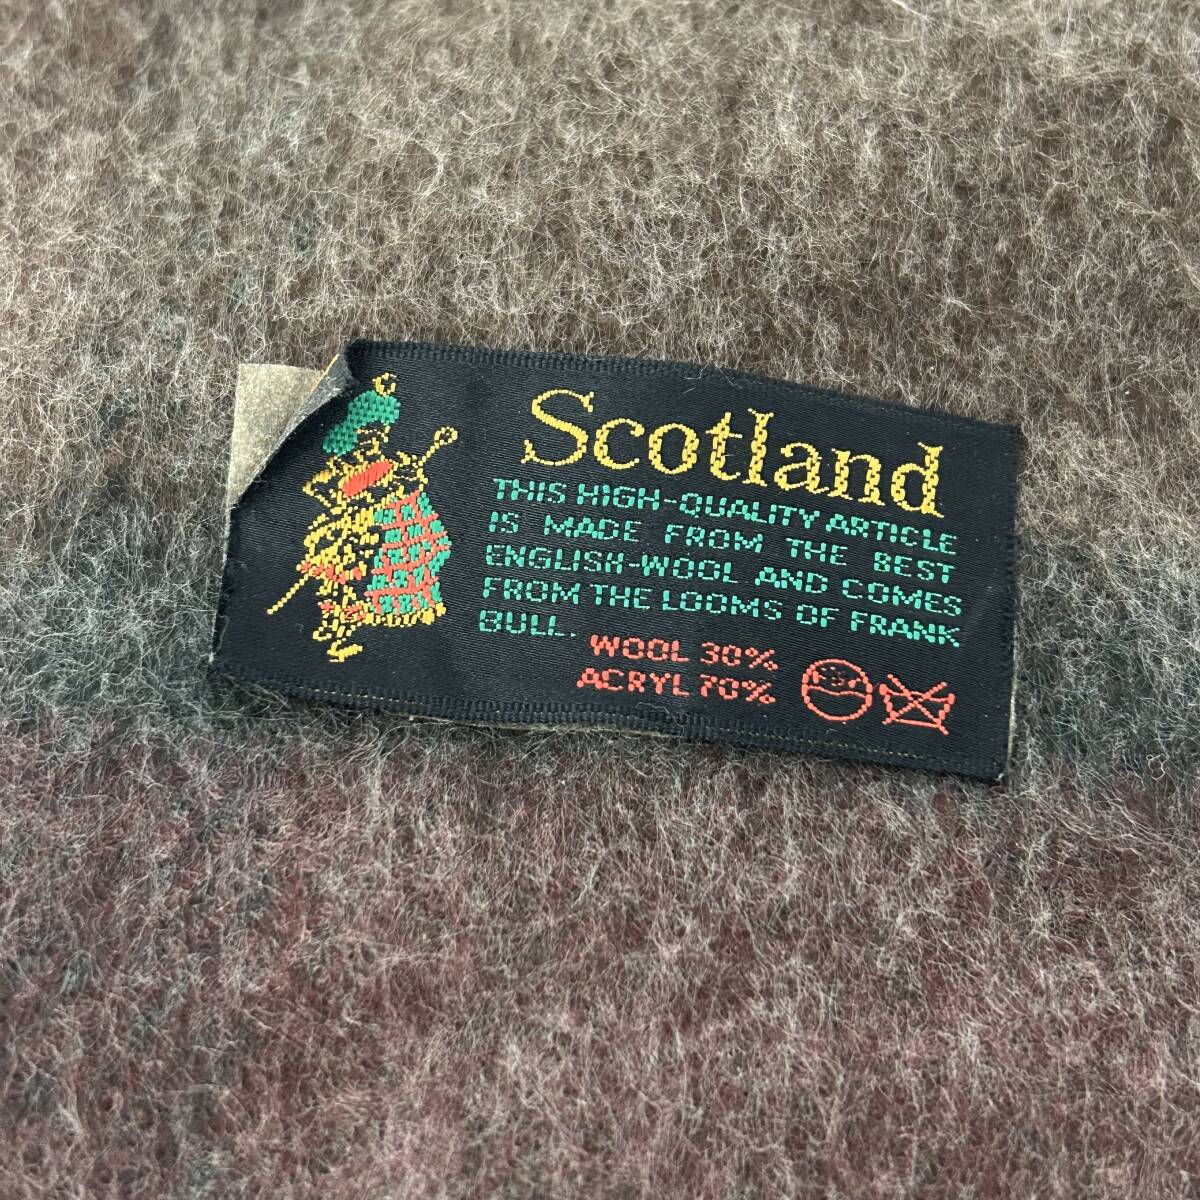 Scotland
THIS HIGH-QUALITY ARTICLE
IS MADE FROM THE BEST
ENGLISH-WOOL AND COMES
FROM THE LOOMS OF FRANK
BULL.
WOOL 30%
ACRYL 70%